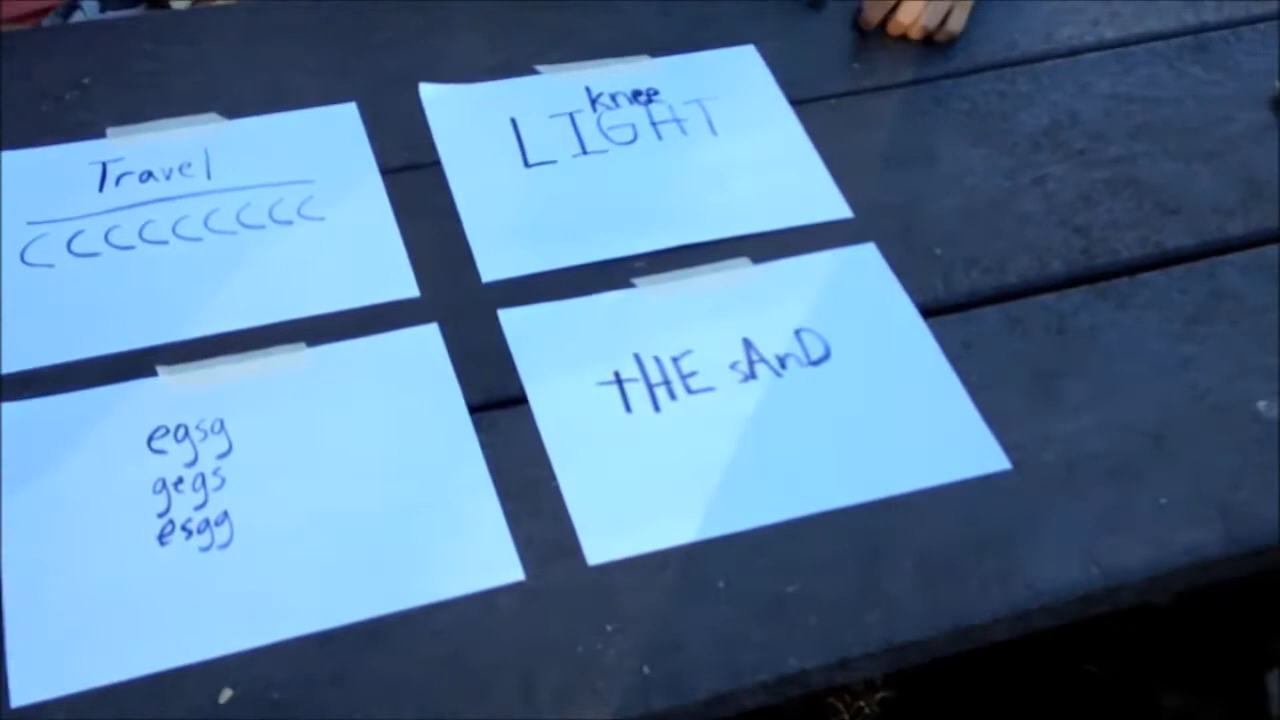 Travel
CCCCCCCCC
knee
LIGHT
egsg
gegs
esgg
tHE sAnD